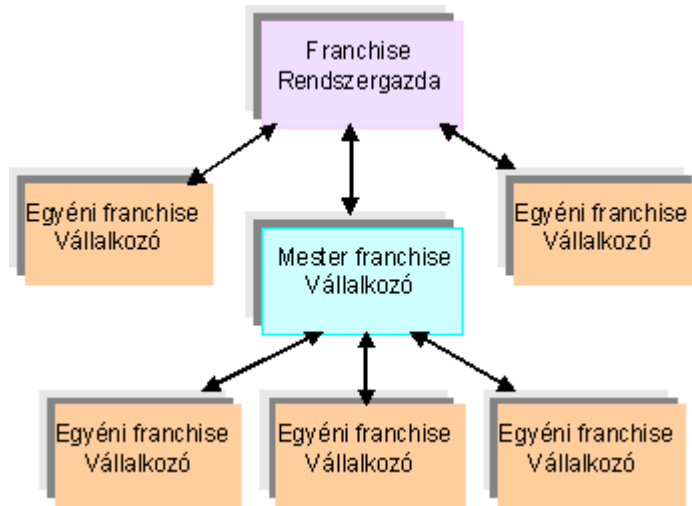 Franchise
Rendszergazda
Egyéni franchise
Vállalkozó
Egyéni franchise
Vállalkozó
Mester franchise
Vállalkozó
Egyéni franchise
Vállalkozó
Egyéni franchise
Vállalkozó
Egyéni franchise
Vállalkozó